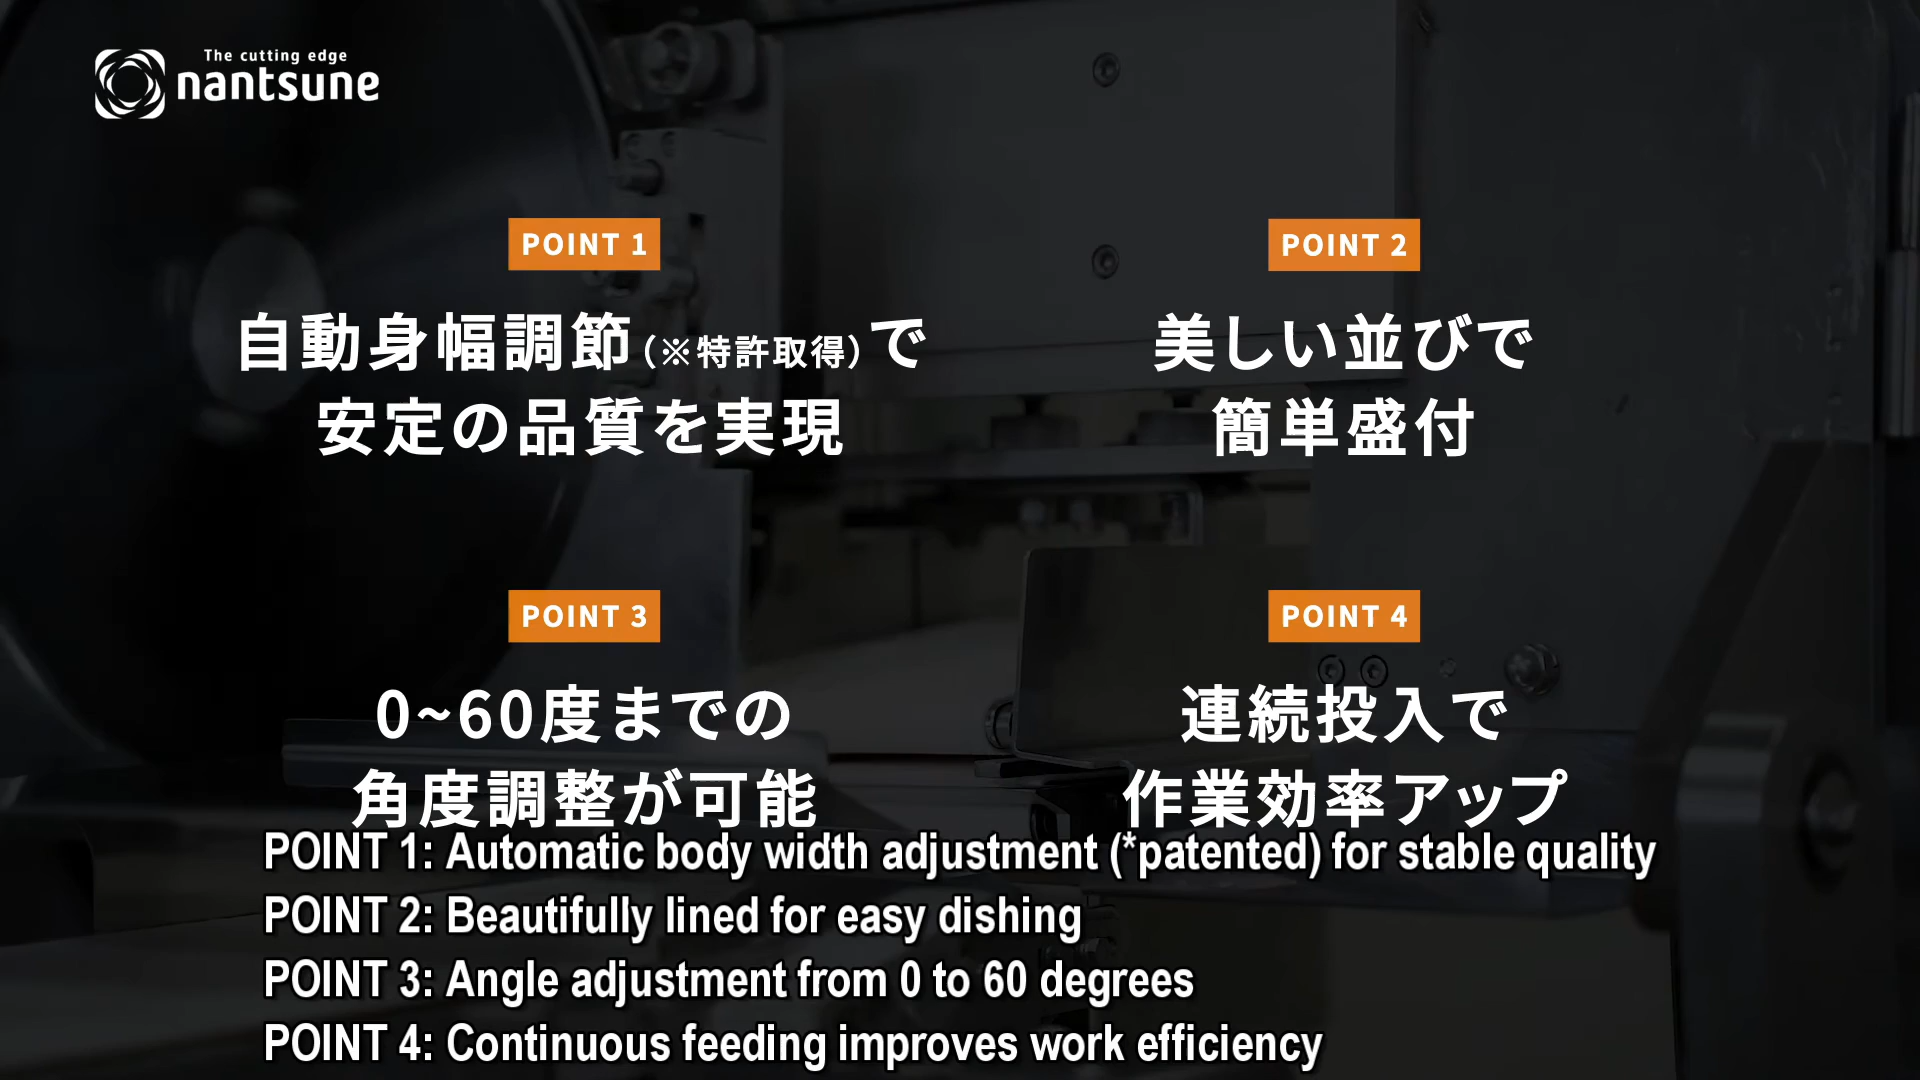 The cutting edge
nantsune
POINT 1
自動身幅調節(※特許取得)で
安定の品質を実現
POINT 2
美しい並びで
簡単盛付
POINT 3
0~60度までの
角度調整が可能
POINT 4
連続投入で
作業効率アップ
POINT 1: Automatic body width adjustment (*patented) for stable quality
POINT 2: Beautifully lined for easy dishing
POINT 3: Angle adjustment from 0 to 60 degrees
POINT 4: Continuous feeding improves work efficiency